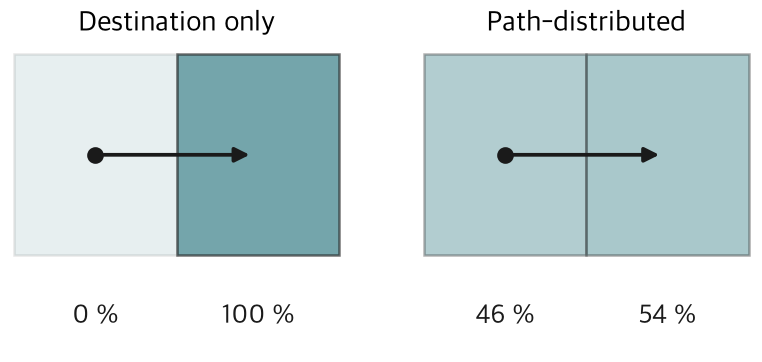 Destination only
Path-distributed
0 %
100 %
46 %
54 %